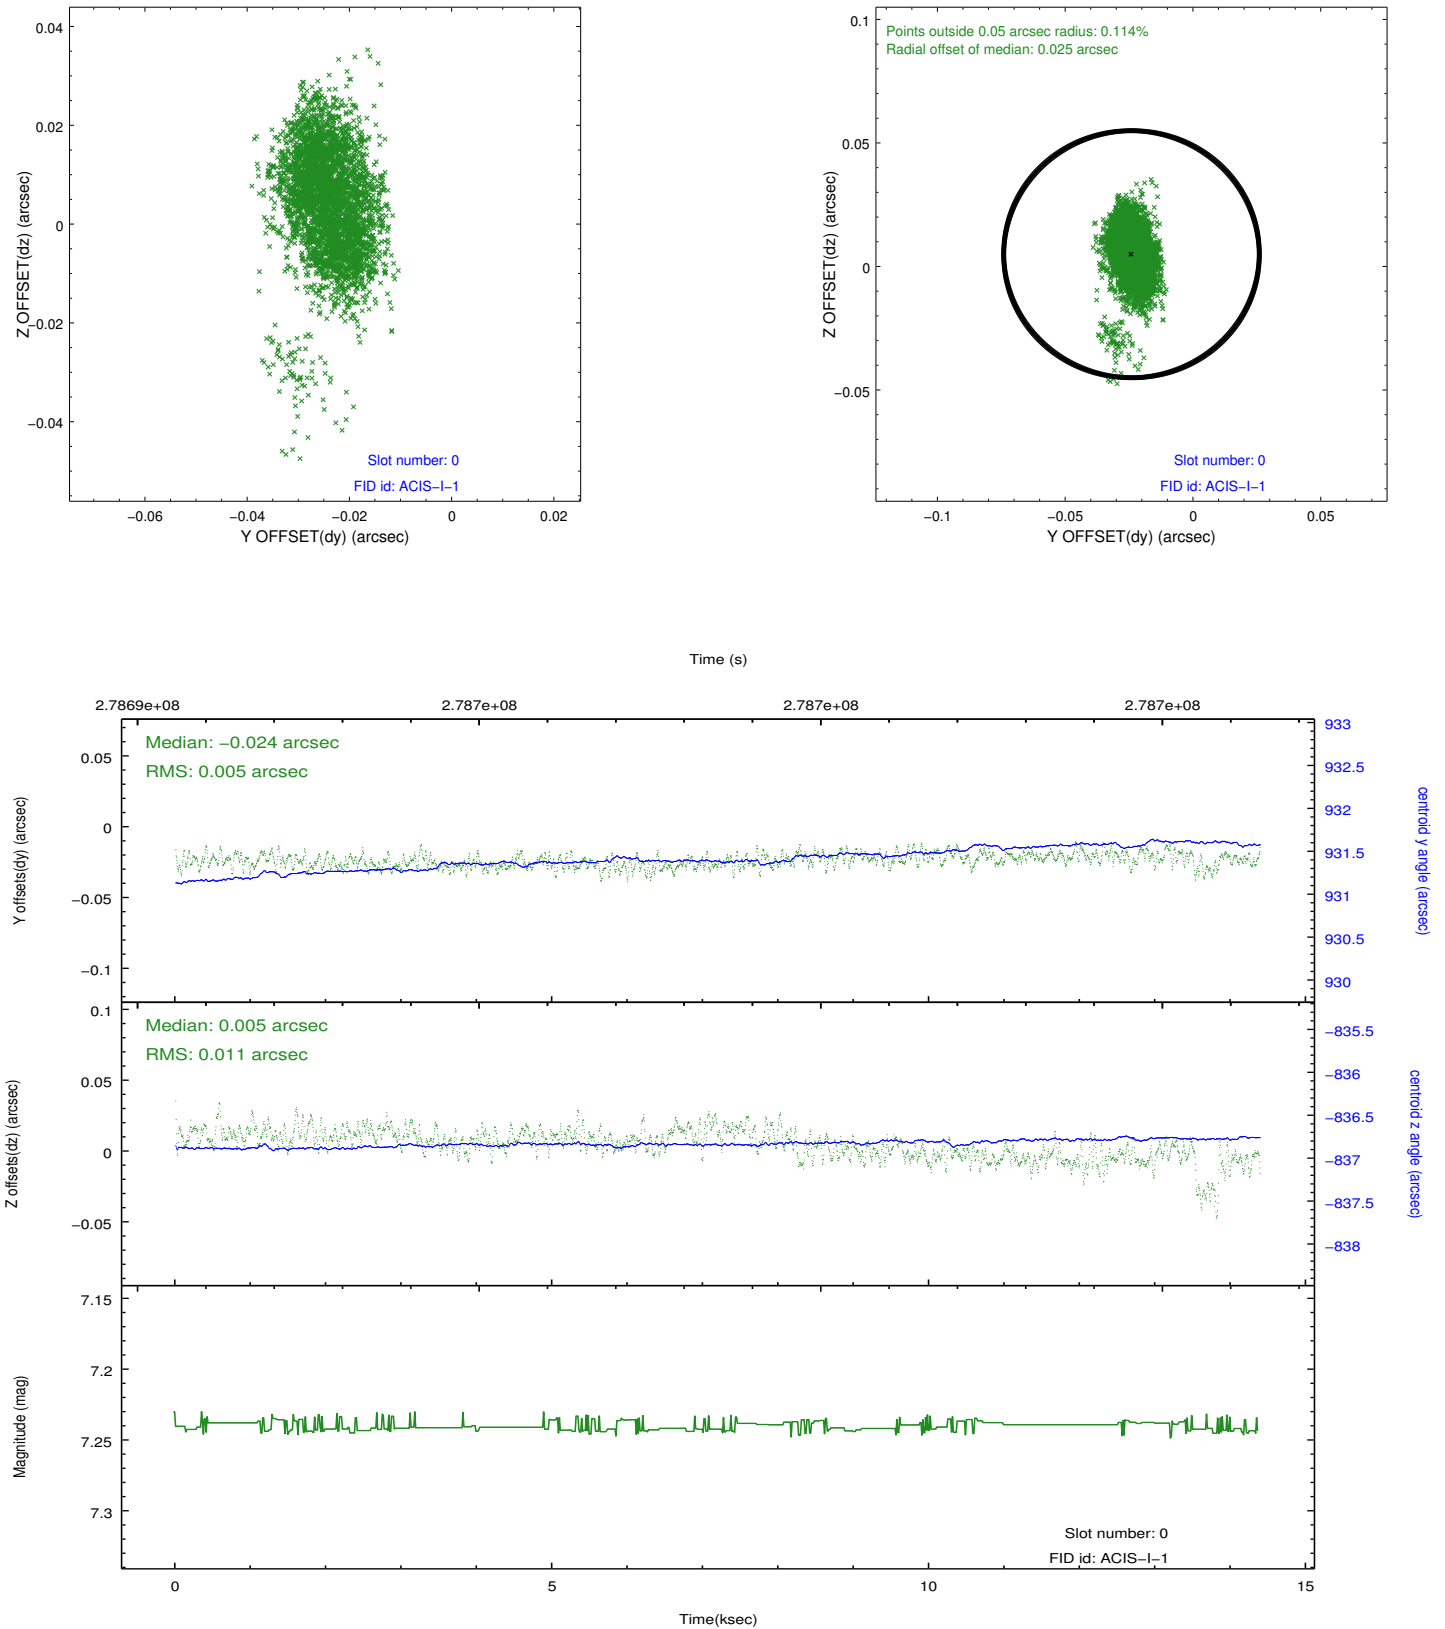 0.04
0.02
0
−0.02
−0.04
Z OFFSET(dz) (arcsec)
Slot number: 0
FID id: ACIS−I−1
−0.06
−0.04
−0.02
0
0.02
Y OFFSET(dy) (arcsec)
Points outside 0.05 arcsec radius: 0.114%
Radial offset of median: 0.025 arcsec
0.1
0.05
0
−0.05
Z OFFSET(dz) (arcsec)
Slot number: 0
FID id: ACIS−I−1
−0.1
−0.05
0
0.05
Y OFFSET(dy) (arcsec)
Time (s)
2.7869e+08
2.787e+08
2.787e+08
2.787e+08
Median: −0.024 arcsec
RMS: 0.005 arcsec
0.05
0
−0.05
−0.1
Y offsets(dy) (arcsec)
933
932.5
932
931.5
931
930.5
930
centroid y angle (arcsec)
Median: 0.005 arcsec
RMS: 0.011 arcsec
0.1
0.05
0
−0.05
Z offsets(dz) (arcsec)
−835.5
−836
−836.5
−837
−837.5
−838
centroid z angle (arcsec)
7.15
7.2
7.25
7.3
Magnitude (mag)
Slot number: 0
FID id: ACIS−I−1
0
5
10
15
Time(ksec)